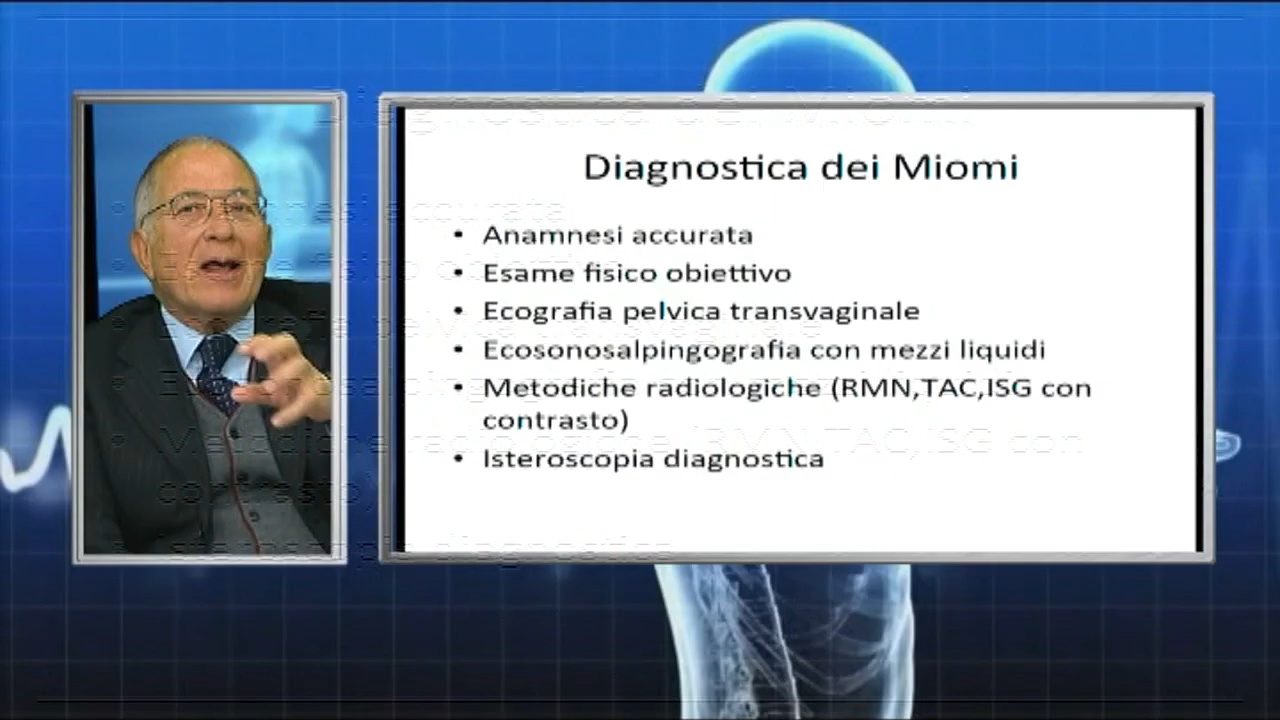 Diagnostica dei Miomi
• Anamnesi accurata
• Esame fisico obiettivo
• Ecografia pelvica transvaginale
• Ecosonosalpingografia con mezzi liquidi
• Metodiche radiologiche (RMN,TAC,ISG con
contrasto)
• Isteroscopia diagnostica